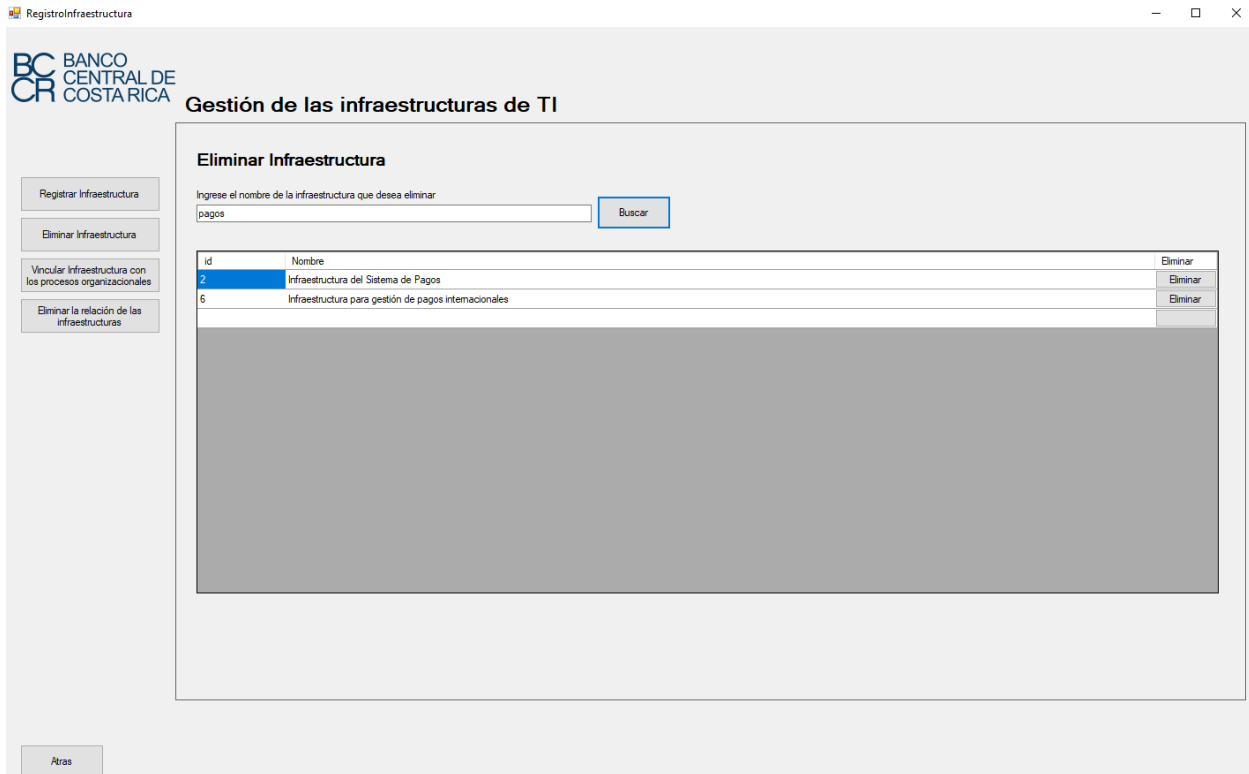 RegistroInfraestructura
BC
CR
BANCO
CENTRAL DE
COSTA RICA
Gestión de las infraestructuras de TI
Registrar Infraestructura
Eliminar Infraestructura
Vincular Infraestructura con
los procesos organizacionales
Eliminar la relación de las
infraestructuras
Eliminar Infraestructura
Ingrese el nombre de la infraestructura que desea eliminar
pagos Buscar
id Nombre Eliminar
2 Infraestructura del Sistema de Pagos Eliminar
6 Infraestructura para gestión de pagos internacionales Eliminar
Atras